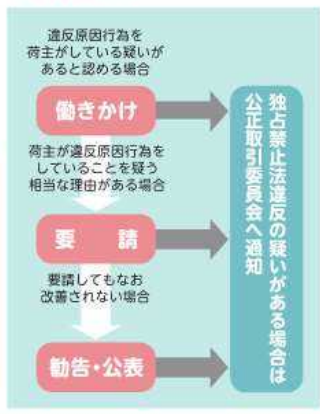 違反原因行為を
荷主がしている疑いが
あると認める場合
働きかけ
荷主が違反原因行為を
していることを疑う
相当な理由がある場合
要　請
要請してもなお
改善されない場合
勧告・公表
独占禁止法違反の疑いがある場合は
公正取引委員会へ通知